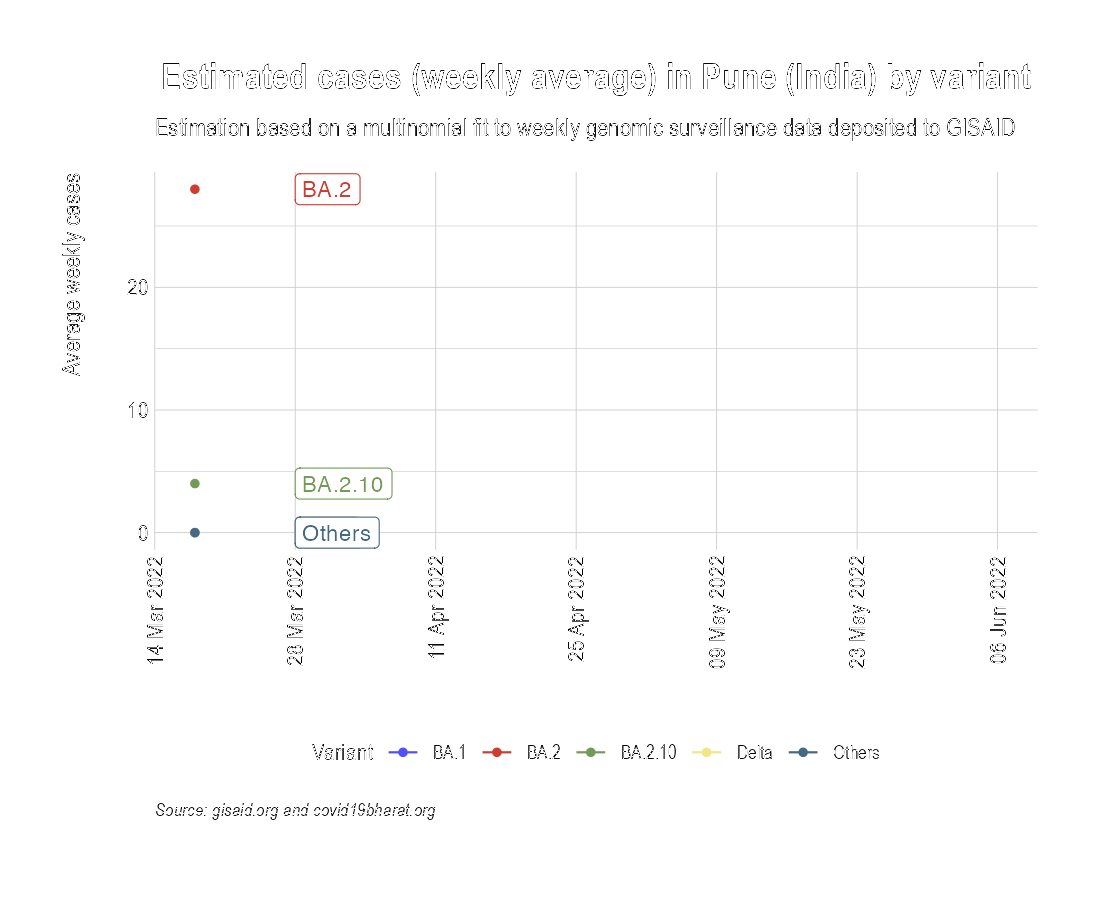 Estimated cases (weekly average) in Pune (India) by variant
Estimation based on a multinomial fit to weekly genomic surveillance data deposited to GISAID
Average weekly cases
BA.2
20
10
BA.2.10
0
Others
14 Mar 2022
28 Mar 2022
11 Apr 2022
25 Apr 2022
09 May 2022
23 May 2022
06 Jun 2022
Variant BA.1 BA.2 BA.2.10 Delta Others
Source: gisaid.org and covid19bharat.org